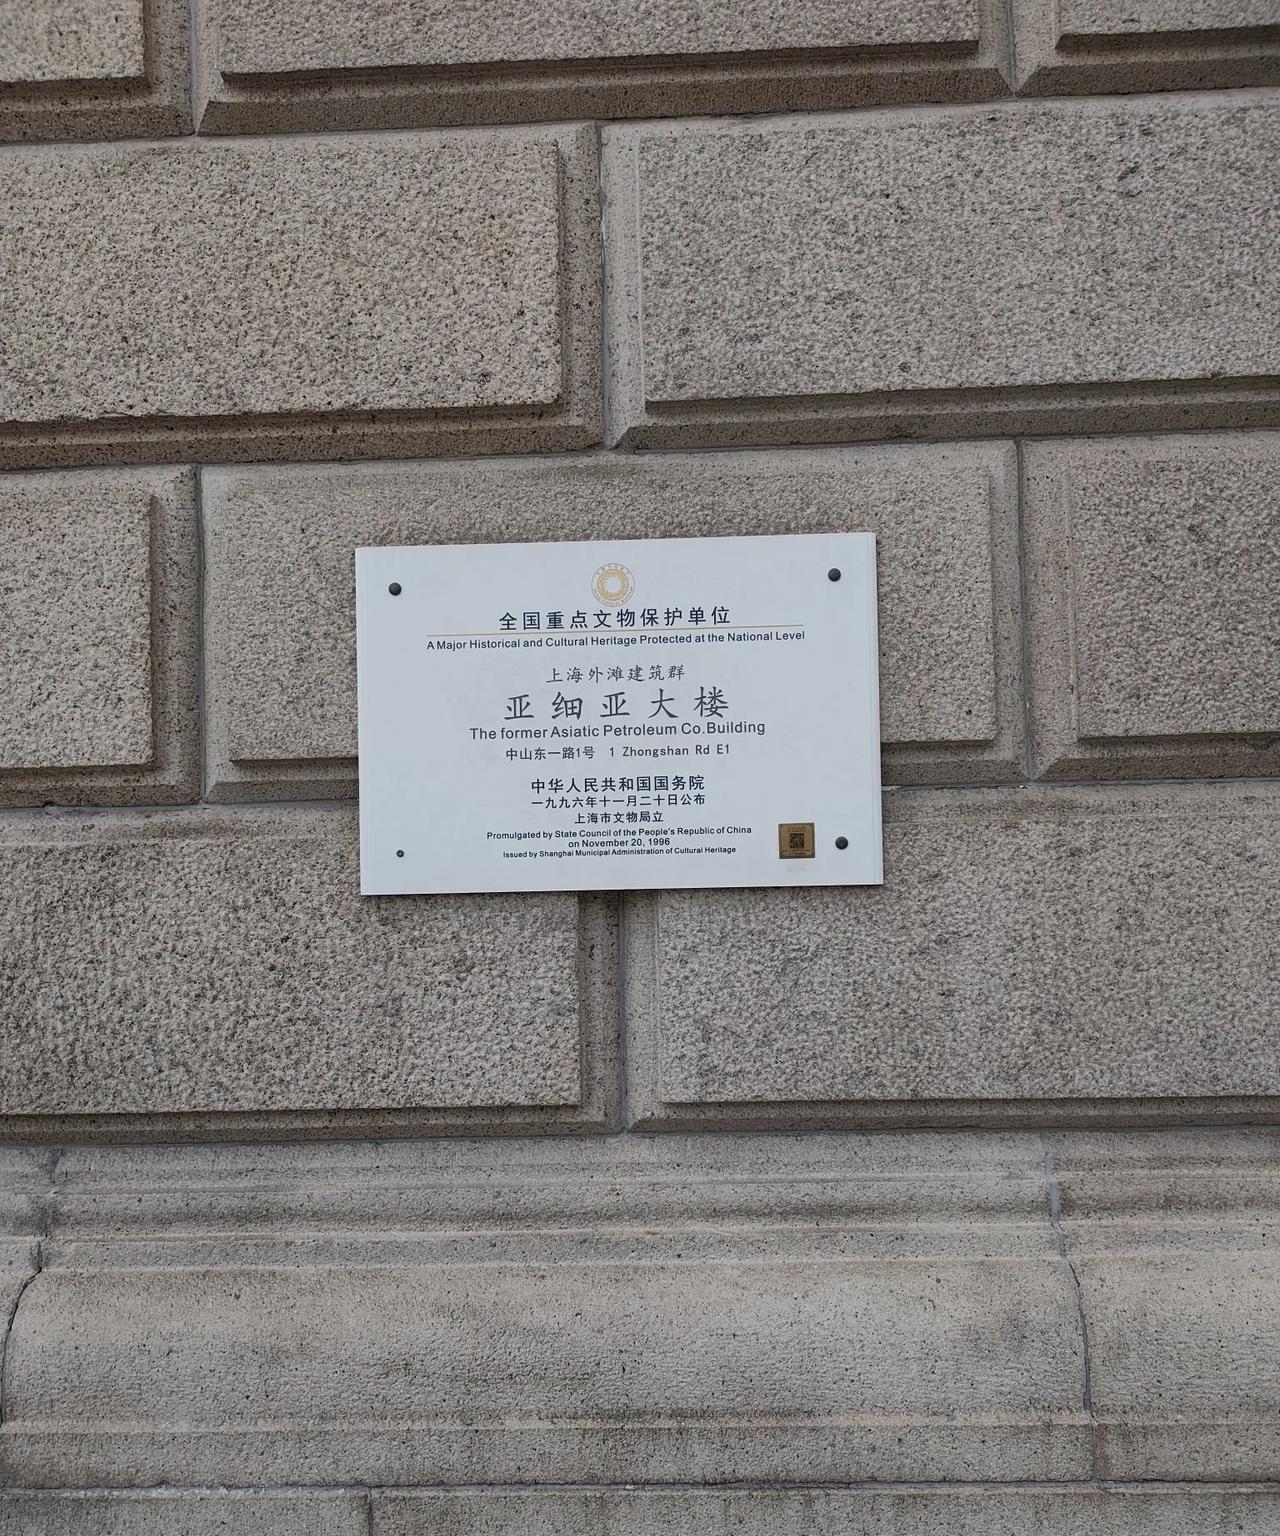 全国重点文物保护单位
A Major Historical and Cultural Heritage Protected at the National Level
上海外滩建筑群
亚细亚大楼
The former Asiatic Petroleum Co.Building
中山东一路1号 1 Zhongshan Rd E1
中华人民共和国国务院
一九九六年十一月二十日公布
上海市文物局立
Promulgated by State Council of the People's Republic of China
on November 20, 1996
Issued by Shanghai Municipal Administration of Cultural Heritage